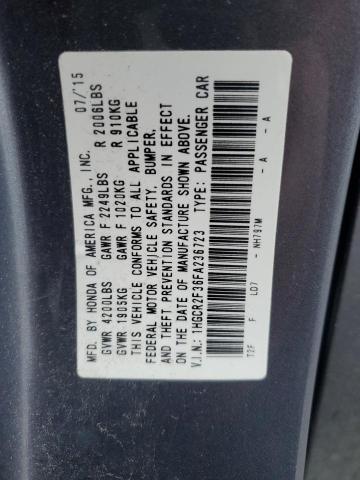 MFD. BY HONDA OF AMERICA MFG., INC. 07/'15
GVWR 4200LBS GAWR F 2249LBS R 2006LBS
GVWR 1905KG GAWR F 1020KG R 910KG
THIS VEHICLE CONFORMS TO ALL APPLICABLE
FEDERAL MOTOR VEHICLE SAFETY, BUMPER,
AND THEFT PREVENTION STANDARDS IN EFFECT
ON THE DATE OF MANUFACTURE SHOWN ABOVE.
V.I.N.: 1HGCR2F36FA236723 TYPE: PASSENGER CAR
T2F F LD7 - NH797M - A - A